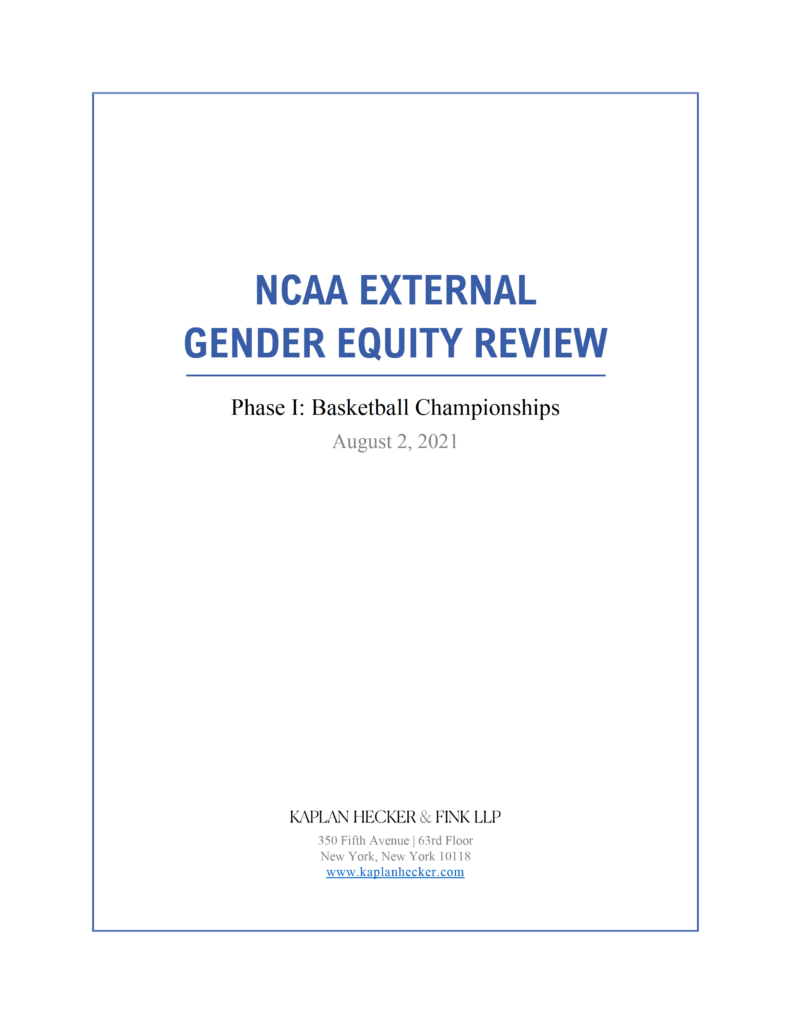 NCAA EXTERNAL
GENDER EQUITY REVIEW
Phase I: Basketball Championships
August 2, 2021
KAPLAN HECKER & FINK LLP
350 Fifth Avenue | 63rd Floor
New York, New York 10118
www.kaplanhecker.com